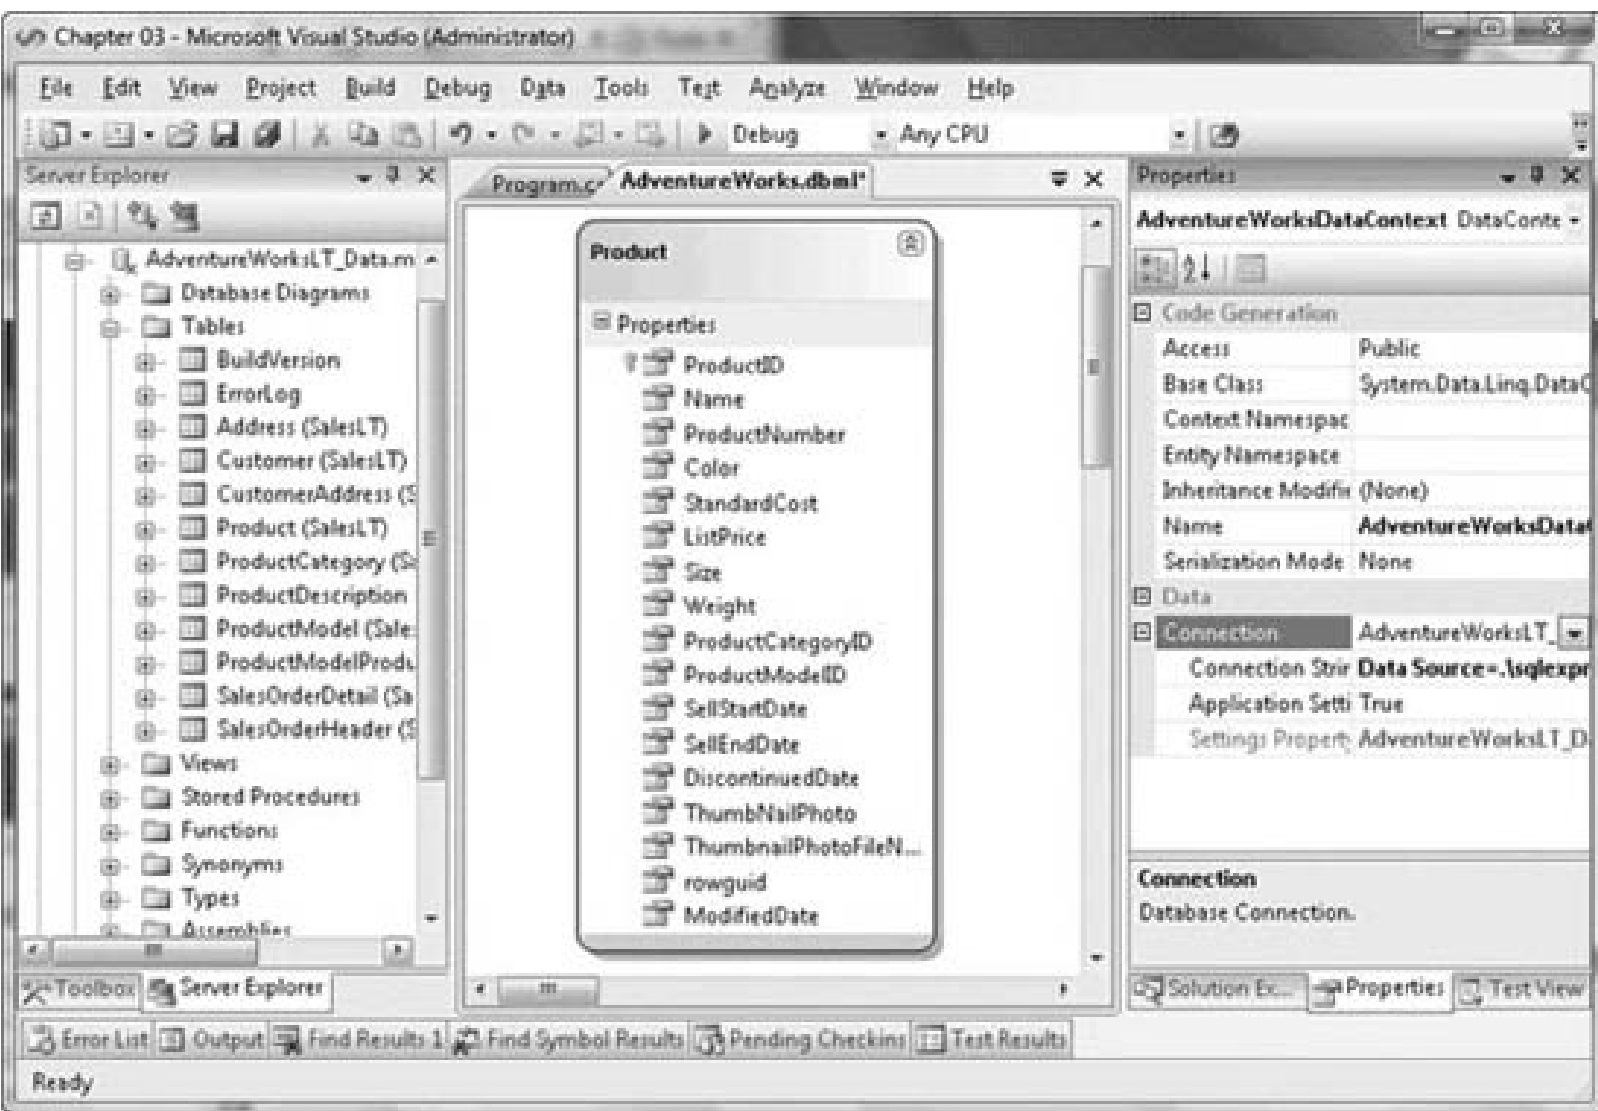 Chapter 03 - Microsoft Visual Studio (Administrator)
File Edit View Project Build Debug Data Tools Test Analyze Window Help
Debug Any CPU
Server Explorer
AdventureWorksLT_Data.m
Database Diagrams
Tables
BuildVersion
ErrorLog
Address (SalesLT)
Customer (SalesLT)
CustomerAddress (S
Product (SalesLT)
ProductCategory (Sa
ProductDescription
ProductModel (Sale
ProductModelProdu
SalesOrderDetail (Sa
SalesOrderHeader (S
Views
Stored Procedures
Functions
Synonyms
Types
Assemblies
Toolbox Server Explorer
Program.c AdventureWorks.dbml*
Product
Properties
ProductID
Name
ProductNumber
Color
StandardCost
ListPrice
Size
Weight
ProductCategoryID
ProductModelID
SellStartDate
SellEndDate
DiscontinuedDate
ThumbNailPhoto
ThumbnailPhotoFileN...
rowguid
ModifiedDate
Properties
AdventureWorksDataContext DataConte
Code Generation
Access Public
Base Class System.Data.Linq.DataC
Context Namespac
Entity Namespace
Inheritance Modifie (None)
Name AdventureWorksData
Serialization Mode None
Data
Connection AdventureWorksLT_
Connection Strin Data Source=.\sqlexpr
Application Setti True
Settings Property AdventureWorksLT_D
Connection
Database Connection.
Solution Ex... Properties Test View
Error List Output Find Results 1 Find Symbol Results Pending Checkins Test Results
Ready